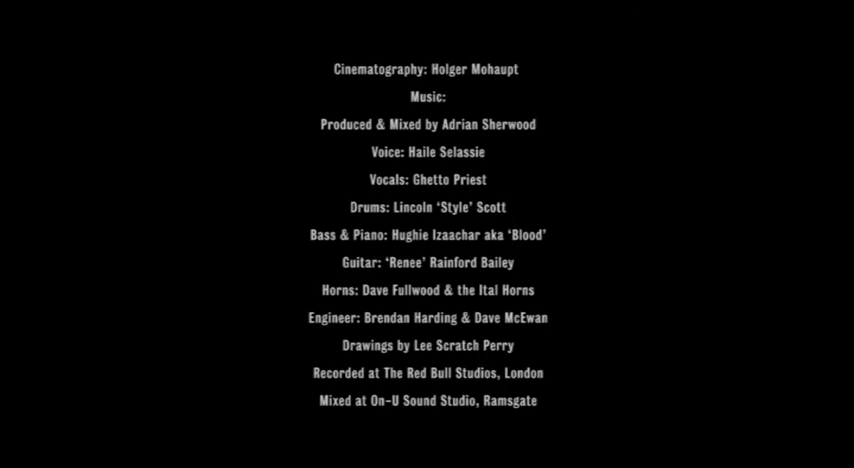 Cinematography: Holger Mohaupt
Music:
Produced & Mixed by Adrian Sherwood
Voice: Haile Selassie
Vocals: Ghetto Priest
Drums: Lincoln ‘Style’ Scott
Bass & Piano: Hughie Izaachar aka ‘Blood’
Guitar: ‘Renee’ Rainford Bailey
Horns: Dave Fullwood & the Ital Horns
Engineer: Brendan Harding & Dave McEwan
Drawings by Lee Scratch Perry
Recorded at The Red Bull Studios, London
Mixed at On-U Sound Studio, Ramsgate